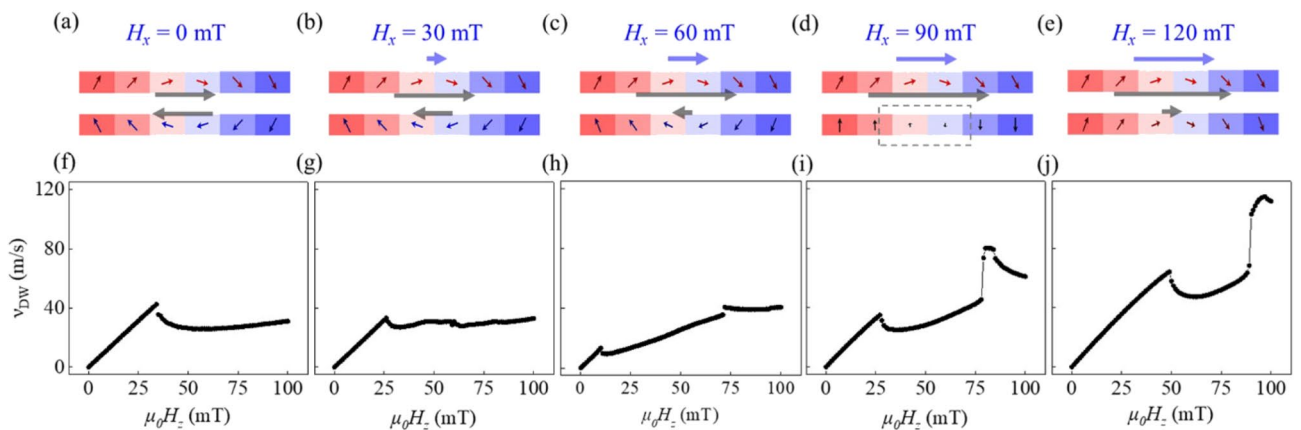 (a) (b) (c) (d) (e)
H_x = 0 mT H_x = 30 mT H_x = 60 mT H_x = 90 mT H_x = 120 mT
(f) (g) (h) (i) (j)
120
80
40
0
ν_DW (m/s)
0 25 50 75 100 0 25 50 75 100 0 25 50 75 100 0 25 50 75 100 0 25 50 75 100
μ_0H_z (mT) μ_0H_z (mT) μ_0H_z (mT) μ_0H_z (mT) μ_0H_z (mT)